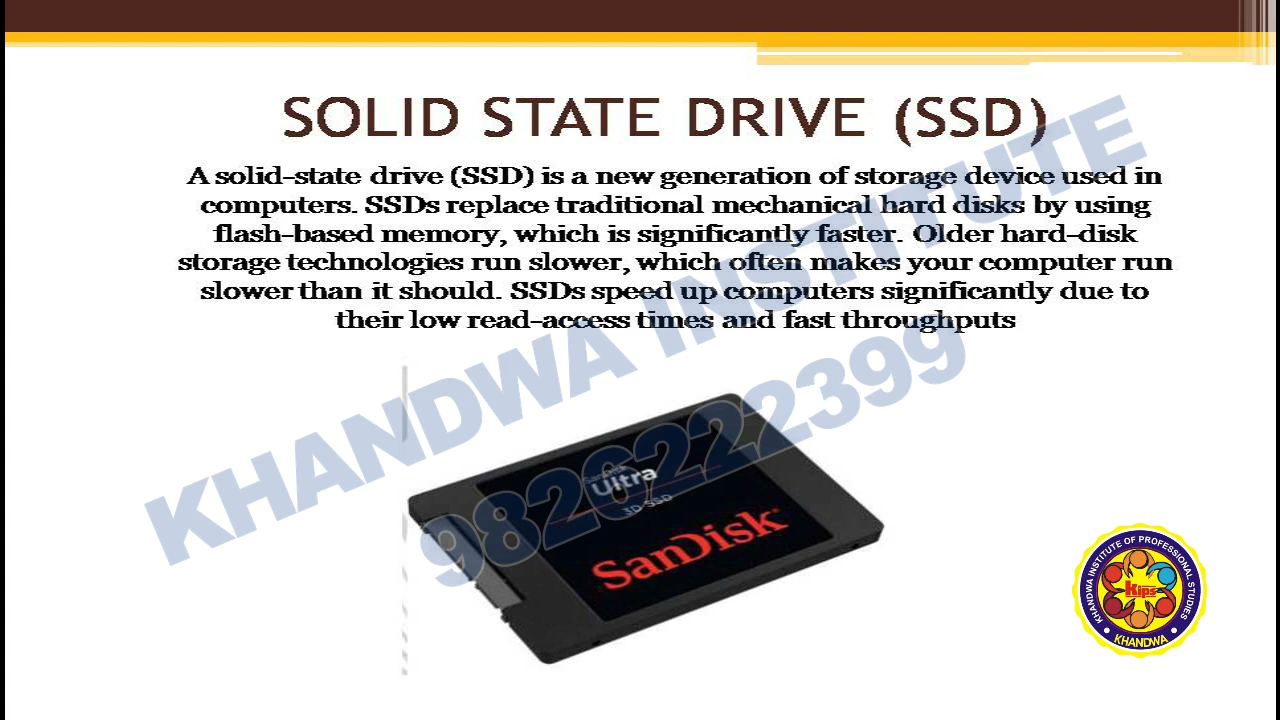 SOLID STATE DRIVE (SSD)
A solid-state drive (SSD) is a new generation of storage device used in
computers. SSDs replace traditional mechanical hard disks by using
flash-based memory, which is significantly faster. Older hard-disk
storage technologies run slower, which often makes your computer run
slower than it should. SSDs speed up computers significantly due to
their low read-access times and fast throughputs
KHANDWA INSTITUTE
9826222399
SanDisk
Ultra
3D SSD
SanDisk
KHANDWA INSTITUTE OF PROFESSIONAL STUDIES
Kips
KHANDWA